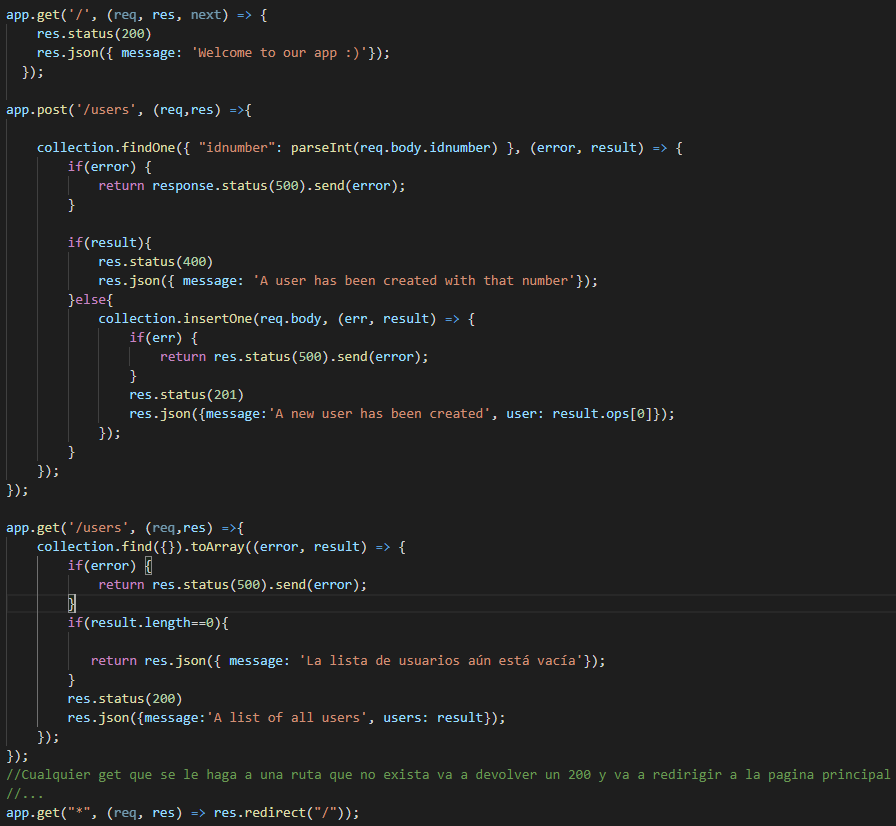 app.get('/', (req, res, next) => {
    res.status(200)
    res.json({ message: 'Welcome to our app :)'});
  });

app.post('/users', (req,res) =>{

    collection.findOne({ "idnumber": parseInt(req.body.idnumber) }, (error, result) => {
        if(error) {
            return response.status(500).send(error);
        }

        if(result){
            res.status(400)
            res.json({ message: 'A user has been created with that number'});
        }else{
            collection.insertOne(req.body, (err, result) => {
                if(err) {
                    return res.status(500).send(error);
                }
                res.status(201)
                res.json({message:'A new user has been created', user: result.ops[0]});
            });
        }
    });
});

app.get('/users', (req,res) =>{
    collection.find({}).toArray((error, result) => {
        if(error) {
            return res.status(500).send(error);
        }
        if(result.length==0){

           return res.json({ message: 'La lista de usuarios aún está vacía'});
        }
        res.status(200)
        res.json({message:'A list of all users', users: result});
    });
});
//Cualquier get que se le haga a una ruta que no exista va a devolver un 200 y va a redirigir a la pagina principal
//...
app.get("*", (req, res) => res.redirect("/"));